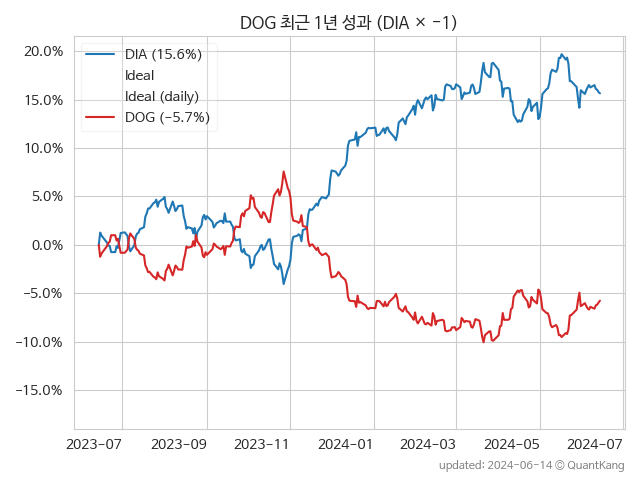 DOG 최근 1년 성과 (DIA × −1)
20.0%
15.0%
10.0%
5.0%
0.0%
−5.0%
−10.0%
−15.0%
DIA (15.6%)
Ideal
Ideal (daily)
DOG (−5.7%)
2023-07
2023-09
2023-11
2024-01
2024-03
2024-05
2024-07
updated: 2024-06-14 © QuantKang